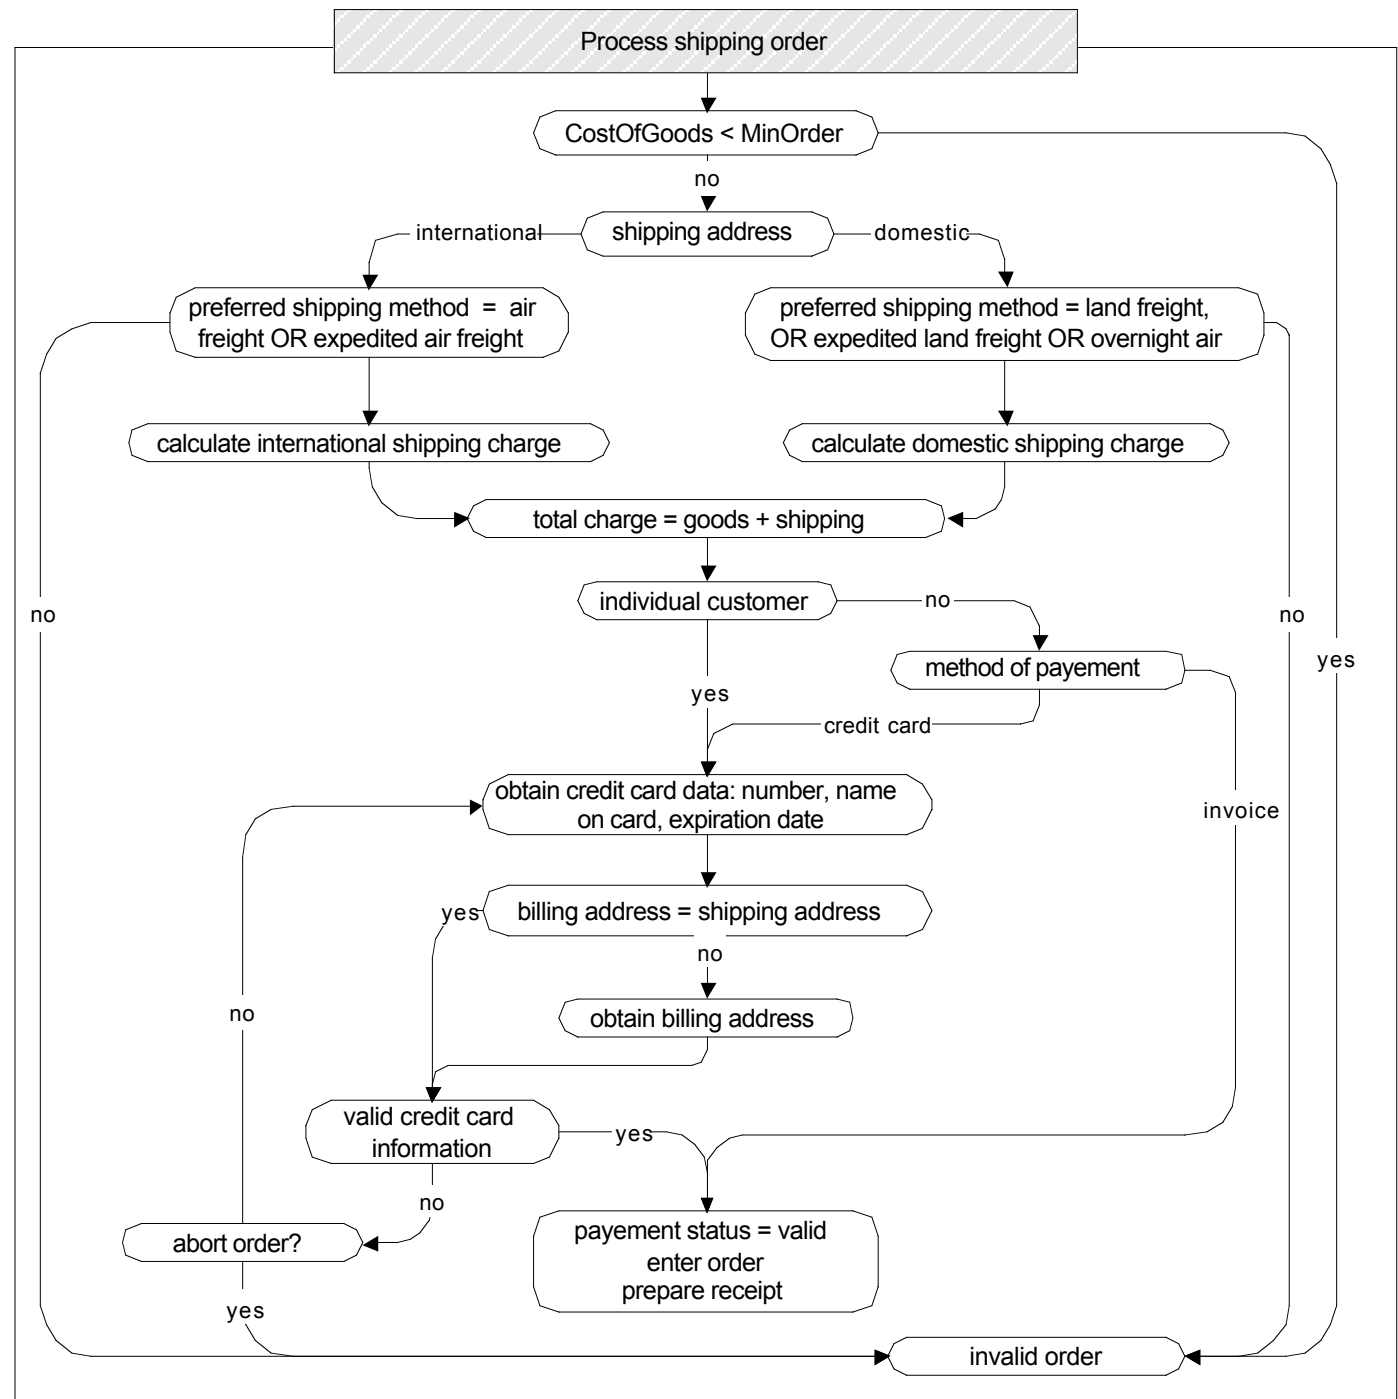 Process shipping order
CostOfGoods < MinOrder
no
international
shipping address
domestic
preferred shipping method = air
freight OR expedited air freight
preferred shipping method = land freight,
OR expedited land freight OR overnight air
calculate international shipping charge
calculate domestic shipping charge
total charge = goods + shipping
no
individual customer
no
no
yes
method of payement
yes
credit card
obtain credit card data: number, name
on card, expiration date
invoice
yes
billing address = shipping address
no
no
obtain billing address
valid credit card
information
yes
no
abort order?
payement status = valid
enter order
prepare receipt
yes
invalid order